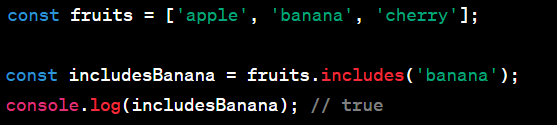 const fruits = ['apple', 'banana', 'cherry'];
const includesBanana = fruits.includes('banana');
console.log(includesBanana); // true